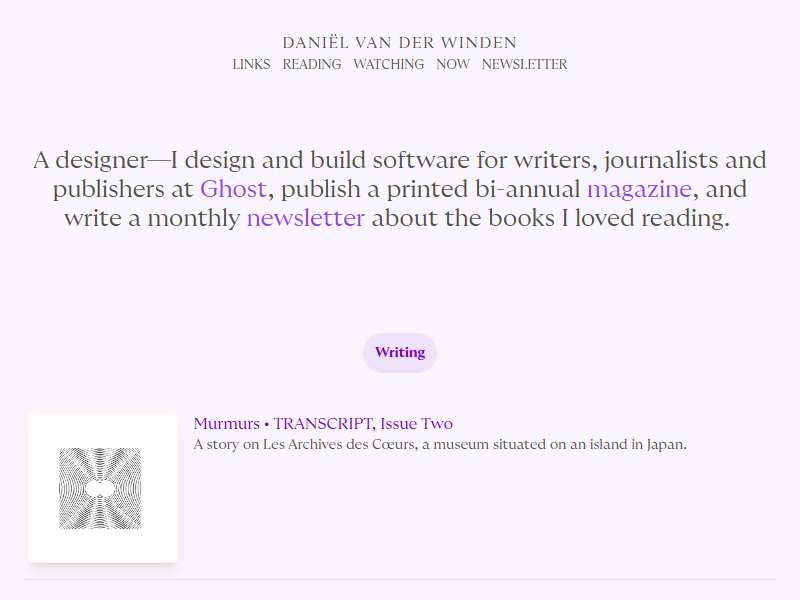 DANIËL VAN DER WINDEN
LINKS READING WATCHING NOW NEWSLETTER
A designer—I design and build software for writers, journalists and
publishers at Ghost, publish a printed bi-annual magazine, and
write a monthly newsletter about the books I loved reading.
Writing
Murmurs • TRANSCRIPT, Issue Two
A story on Les Archives des Cœurs, a museum situated on an island in Japan.